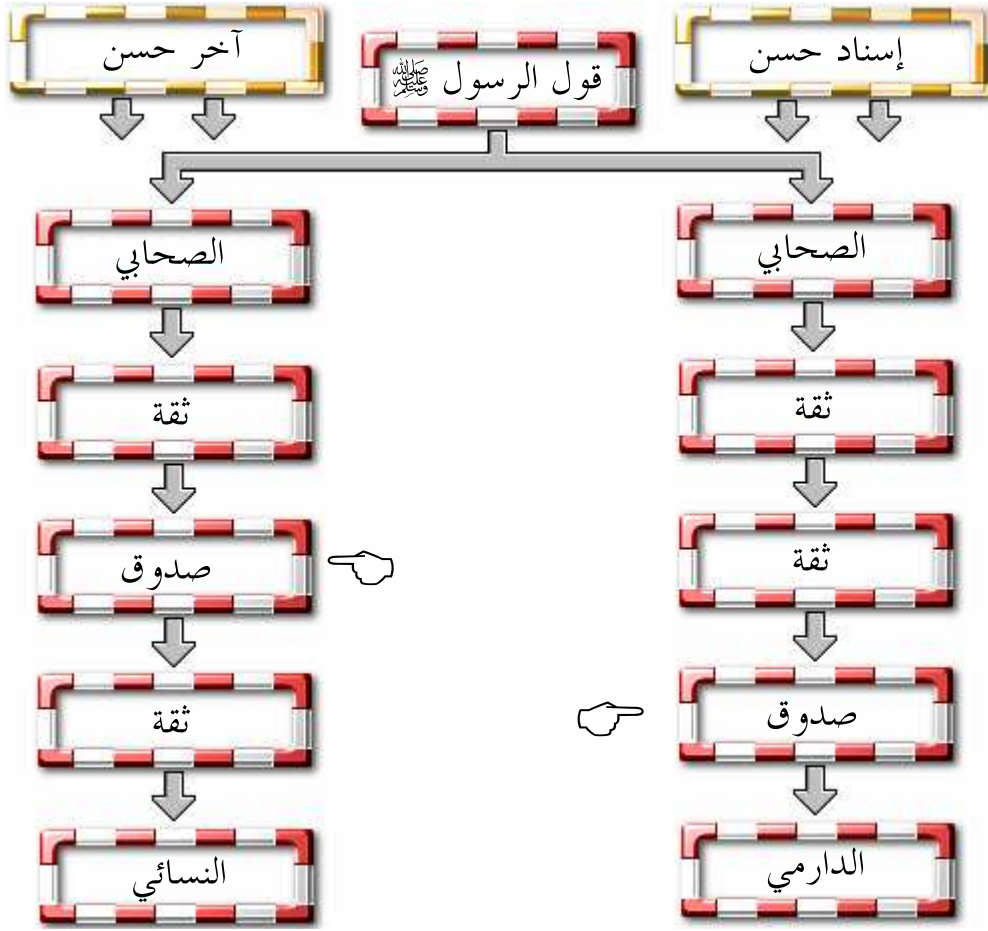 إسناد حسن
قول الرسول ﷺ
آخر حسن
الصحابي
ثقة
ثقة
صدوق
الدارمي
الصحابي
ثقة
صدوق
ثقة
النسائي